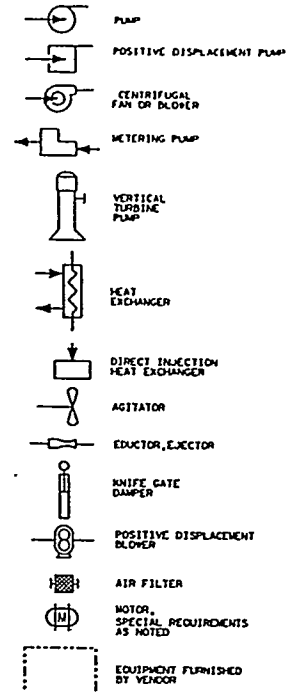 PUMP
POSITIVE DISPLACEMENT PUMP
CENTRIFUGAL
FAN OR BLOWER
METERING PUMP
VERTICAL
TURBINE
PUMP
HEAT
EXCHANGER
DIRECT INJECTION
HEAT EXCHANGER
AGITATOR
EDUCTOR,EJECTOR
KNIFE GATE
DAMPER
POSITIVE DISPLACEMENT
BLOWER
AIR FILTER
M
MOTOR,
SPECIAL REQUIREMENTS
AS NOTED
EQUIPMENT FURNISHED
BY VENDOR